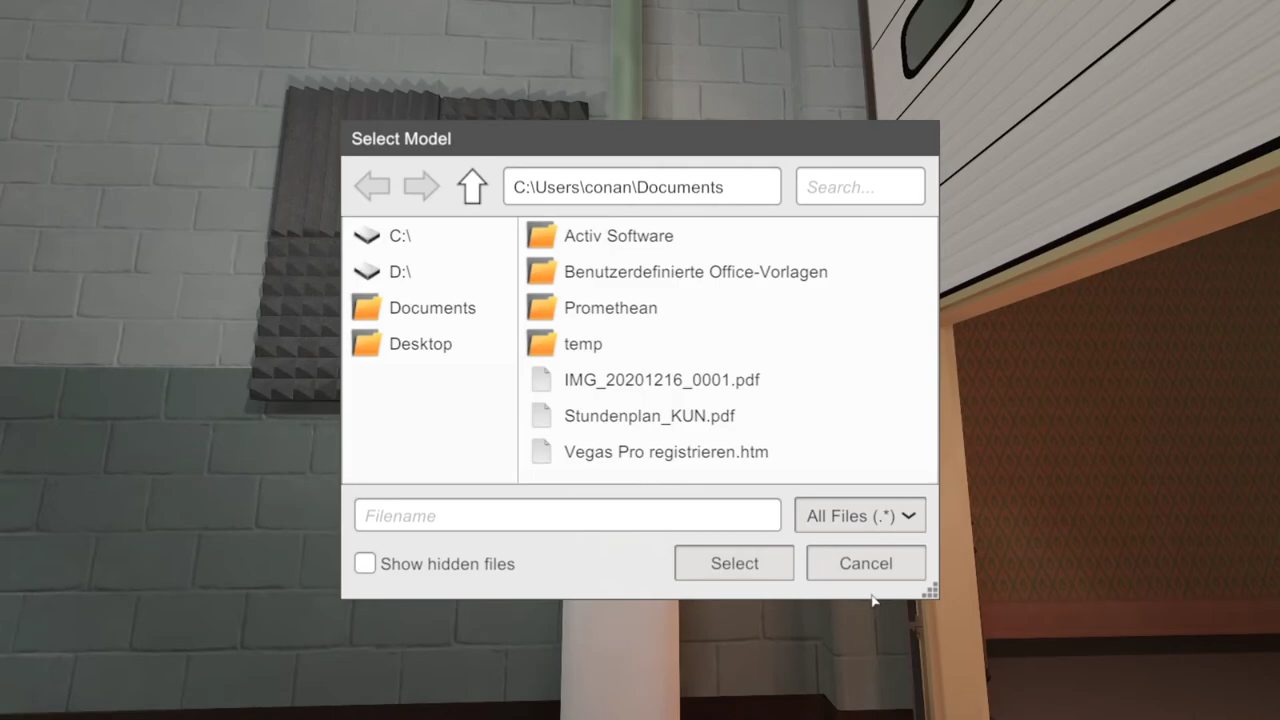 Select Model
C:\Users\conan\Documents
Search...
C:\
D:\
Documents
Desktop
Activ Software
Benutzerdefinierte Office-Vorlagen
Promethean
temp
IMG_20201216_0001.pdf
Stundenplan_KUN.pdf
Vegas Pro registrieren.htm
Filename
All Files (.*)
Show hidden files
Select
Cancel